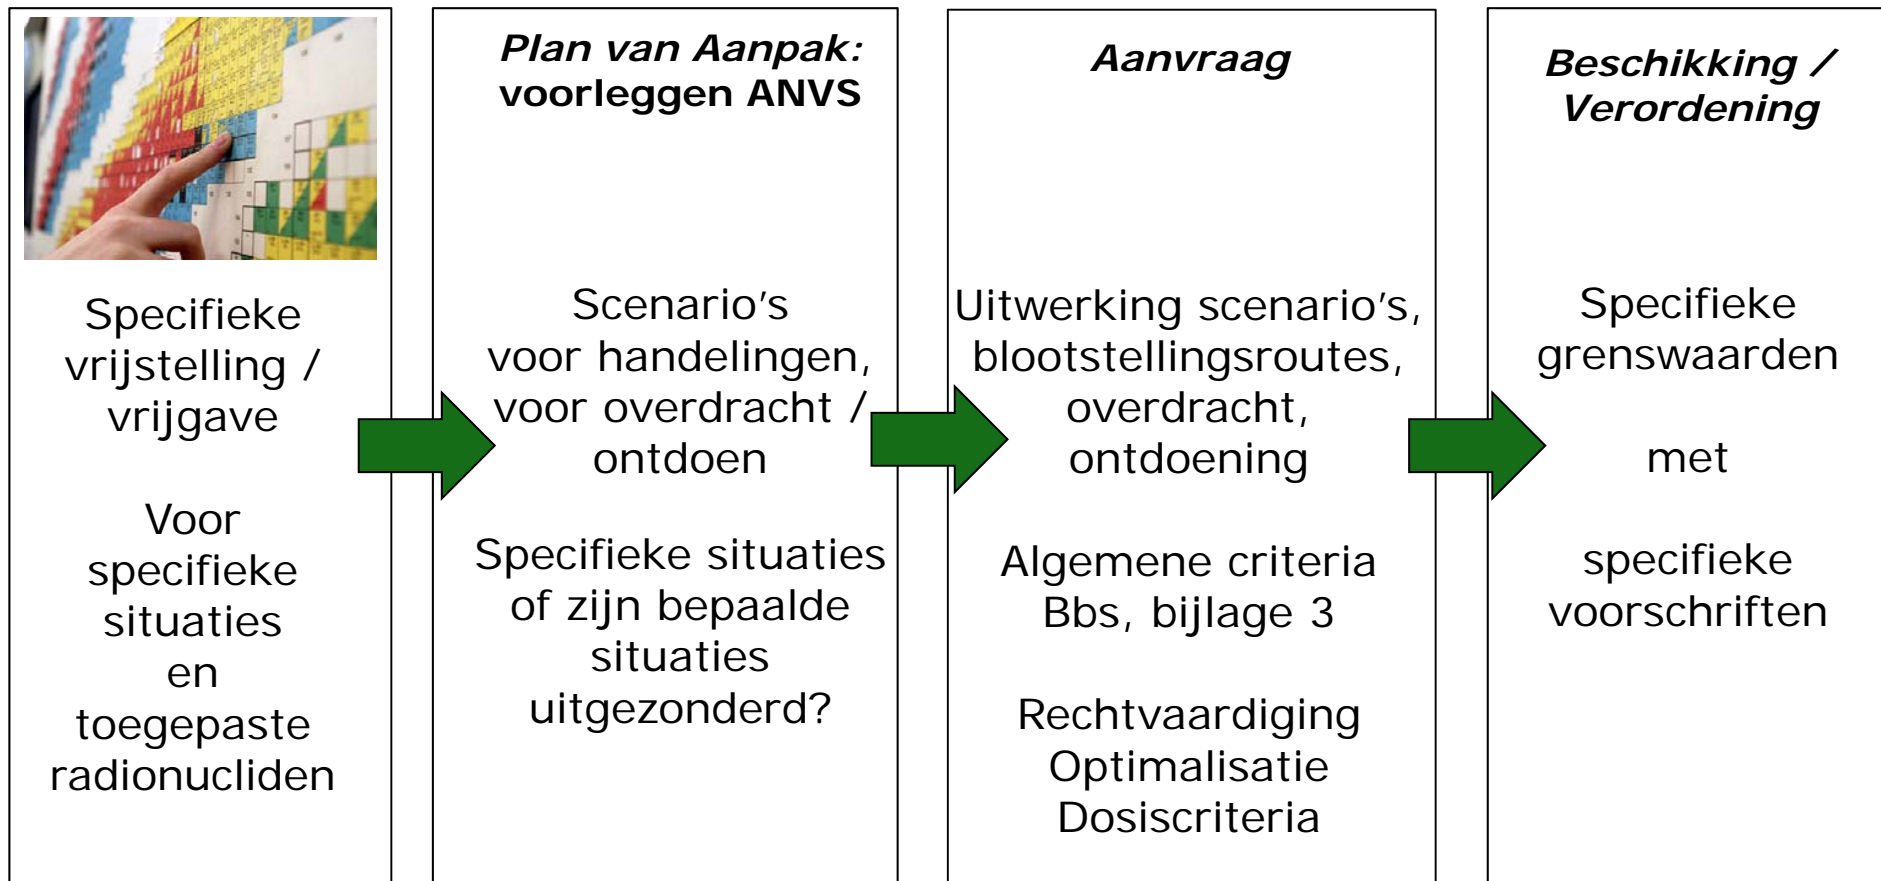 Specifieke
vrijstelling /
vrijgave
Voor
specifieke
situaties
en
toegepaste
radionucliden
Plan van Aanpak:
voorleggen ANVS
Scenario's
voor handelingen,
voor overdracht /
ontdoen
Specifieke situaties
of zijn bepaalde
situaties
uitgezonderd?
Aanvraag
Uitwerking scenario's,
blootstellingsroutes,
overdracht,
ontdoening
Algemene criteria
Bbs, bijlage 3
Rechtvaardiging
Optimalisatie
Dosiscriteria
Beschikking /
Verordening
Specifieke
grenswaarden
met
specifieke
voorschriften